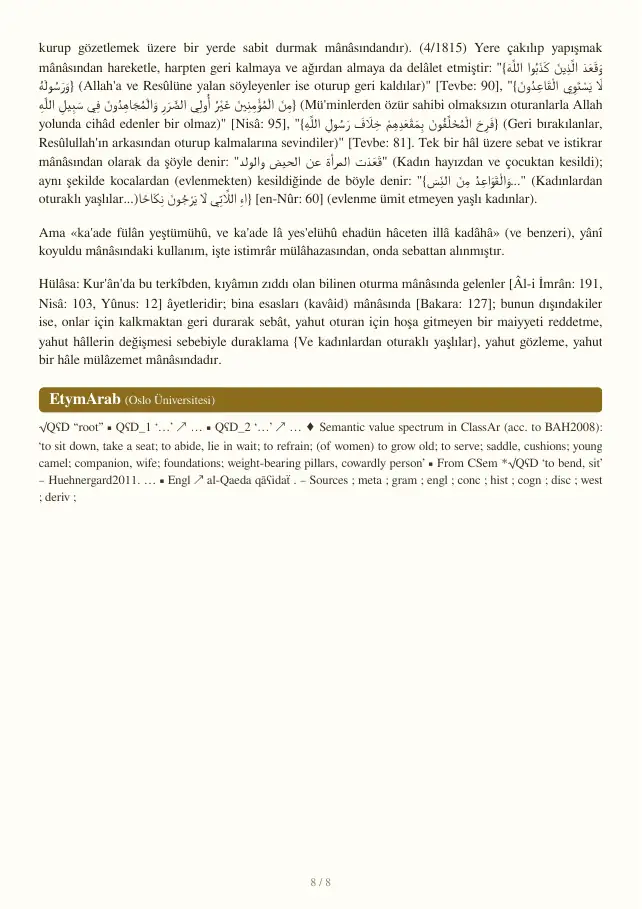 kurup gözetlemek üzere bir yerde sabit durmak mânâsındandır). (4/1815) Yere çakılıp yapışmak
mânâsından hareketle, harpten geri kalmaya ve ağırdan almaya da delâlet etmiştir: "{وَقَعَدَ الَّذِينَ كَذَبُوا اللَّهَ
وَرَسُولَهُ} (Allah'a ve Resûlüne yalan söyleyenler ise oturup geri kaldılar)" [Tevbe: 90], "{لَا يَسْتَوِي الْقَاعِدُونَ
مِنَ الْمُؤْمِنِينَ غَيْرُ أُولِي الضَّرَرِ وَالْمُجَاهِدُونَ فِي سَبِيلِ اللَّهِ} (Mü'minlerden özür sahibi olmaksızın oturanlarla Allah
yolunda cihâd edenler bir olmaz)" [Nisâ: 95], "{فَرِحَ الْمُخَلَّفُونَ بِمَقْعَدِهِمْ خِلَافَ رَسُولِ اللَّهِ} (Geri bırakılanlar,
Resûlullah'ın arkasından oturup kalmalarına sevindiler)" [Tevbe: 81]. Tek bir hâl üzere sebat ve istikrar
mânâsından olarak da şöyle denir: "قَعَدَت المرأة عن الحيض والولد" (Kadın hayızdan ve çocuktan kesildi);
aynı şekilde kocalardan (evlenmekten) kesildiğinde de böyle denir: "{وَالْقَوَاعِدُ مِنَ النِّسَ..." (Kadınlardan
oturaklı yaşlılar...)اءِ اللَّاتِي لَا يَرْجُونَ نِكَاحًا} [en-Nûr: 60] (evlenme ümit etmeyen yaşlı kadınlar).
Ama «ka'ade fülân yeştümühû, ve ka'ade lâ yes'elühû ehadün hâceten illâ kadâhâ» (ve benzeri), yânî
koyuldu mânâsındaki kullanım, işte istimrâr mülâhazasından, onda sebattan alınmıştır.
Hülâsa: Kur'ân'da bu terkîbden, kıyâmın zıddı olan bilinen oturma mânâsında gelenler [Âl-i İmrân: 191,
Nisâ: 103, Yûnus: 12] âyetleridir; bina esasları (kavâid) mânâsında [Bakara: 127]; bunun dışındakiler
ise, onlar için kalkmaktan geri durarak sebât, yahut oturan için hoşa gitmeyen bir maiyyeti reddetme,
yahut hâllerin değişmesi sebebiyle duraklama {Ve kadınlardan oturaklı yaşlılar}, yahut gözleme, yahut
bir hâle mülâzemet mânâsındadır.
EtymArab (Oslo Üniversitesi)
√QʕD “root” ▪ QʕD_1 ‘…’ ↗ … ▪ QʕD_2 ‘…’ ↗ … ♦ Semantic value spectrum in ClassAr (acc. to BAH2008):
‘to sit down, take a seat; to abide, lie in wait; to refrain; (of women) to grow old; to serve; saddle, cushions; young
camel; companion, wife; foundations; weight-bearing pillars, cowardly person’ ▪ From CSem *√QʕD ‘to bend, sit’
– Huehnergard2011. … ▪ Engl ↗ al-Qaeda qāʕidaẗ . – Sources ; meta ; gram ; engl ; conc ; hist ; cogn ; disc ; west
; deriv ;
8 / 8